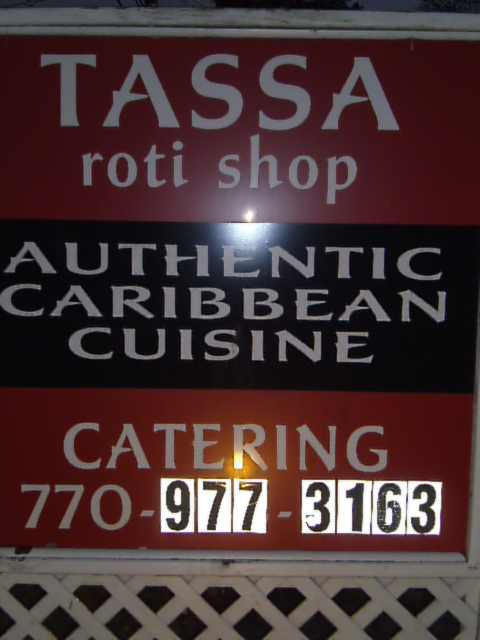 TASSA
roti shop
AUTHENTIC
CARIBBEAN
CUISINE
CATERING
770-977-3163